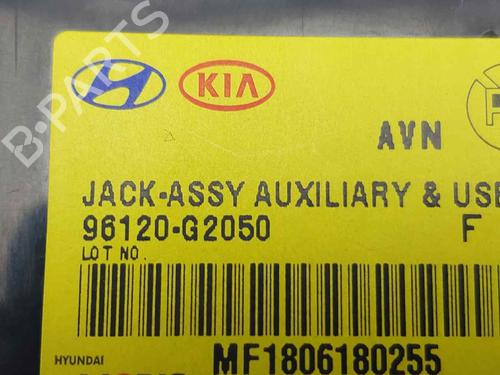 KIA
AVN
JACK-ASSY AUXILIARY & USB
96120-G2050 F
LOT NO.
HYUNDAI
MF1806180255
B-PARTS